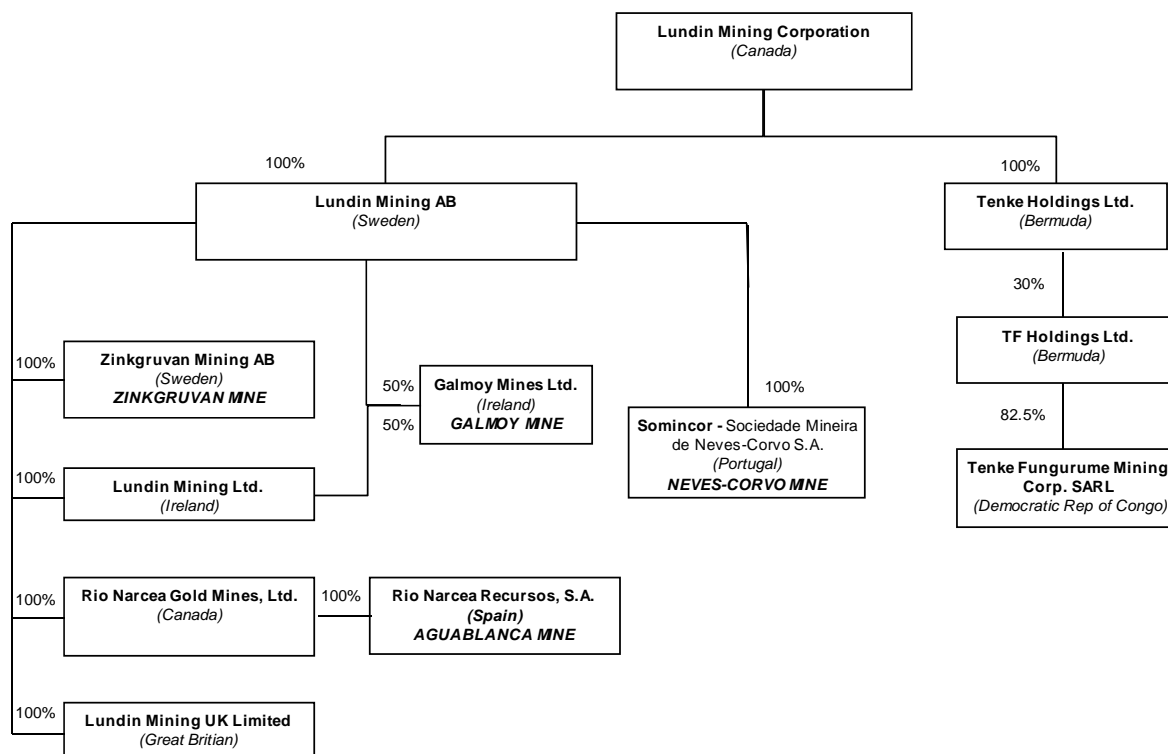 Lundin Mining Corporation
(Canada)
100%
100%
Lundin Mining AB
(Sweden)
Tenke Holdings Ltd.
(Bermuda)
30%
TF Holdings Ltd.
(Bermuda)
100%
Zinkgruvan Mining AB
(Sweden)
ZINKGRUVAN MINE
50%
50%
Galmoy Mines Ltd.
(Ireland)
GALMOY MINE
100%
Somincor - Sociedade Mineira
de Neves-Corvo S.A.
(Portugal)
NEVES-CORVO MINE
82.5%
Tenke Fungurume Mining
Corp. SARL
(Democratic Rep of Congo)
100%
Lundin Mining Ltd.
(Ireland)
100%
Rio Narcea Gold Mines, Ltd.
(Canada)
100%
Rio Narcea Recursos, S.A.
(Spain)
AGUABLANCA MINE
100%
Lundin Mining UK Limited
(Great Britian)